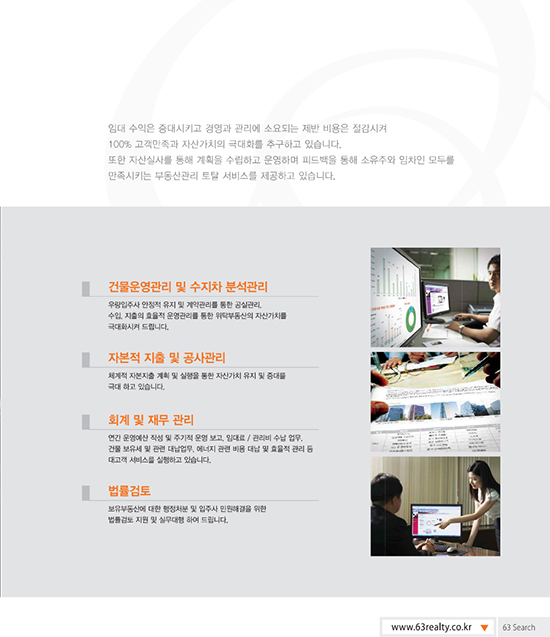 임대 수익은 증대시키고 경영과 관리에 소요되는 제반 비용은 절감시켜
100% 고객만족과 자산가치의 극대화를 추구하고 있습니다.
또한 자산실사를 통해 계획을 수립하고 운영하며 피드백을 통해 소유주와 임차인 모두를
만족시키는 부동산관리 토탈 서비스를 제공하고 있습니다.
건물운영관리 및 수지차 분석관리
우량입주사 안정적 유지 및 계약관리를 통한 공실관리,
수입, 지출의 효율적 운영관리를 통한 위탁부동산의 자산가치를
극대화시켜 드립니다.
자본적 지출 및 공사관리
체계적 자본지출 계획 및 실행을 통한 자산가치 유지 및 증대를
극대 하고 있습니다.
회계 및 재무 관리
연간 운영예산 작성 및 주기적 운영 보고, 임대료 / 관리비 수납 업무,
건물 보유세 및 관련 대납업무, 에너지 관련 비용 대납 및 효율적 관리 등
대고객 서비스를 실행하고 있습니다.
법률검토
보유부동산에 대한 행정처분 및 입주사 민원해결을 위한
법률검토 지원 및 실무대행 하여 드립니다.
www.63realty.co.kr
63 Search